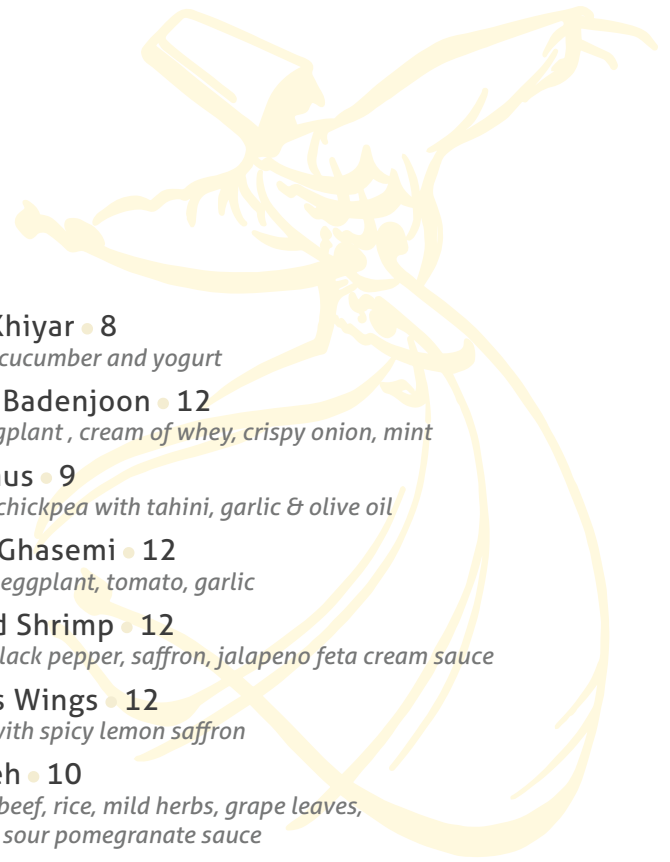 Khiyar • 8
cucumber and yogurt
Badenjoon • 12
gplant , cream of whey, crispy onion, mint
us • 9
chickpea with tahini, garlic & olive oil
Ghasemi • 12
eggplant, tomato, garlic
d Shrimp • 12
lack pepper, saffron, jalapeno feta cream sauce
s Wings • 12
with spicy lemon saffron
eh • 10
beef, rice, mild herbs, grape leaves,
sour pomegranate sauce